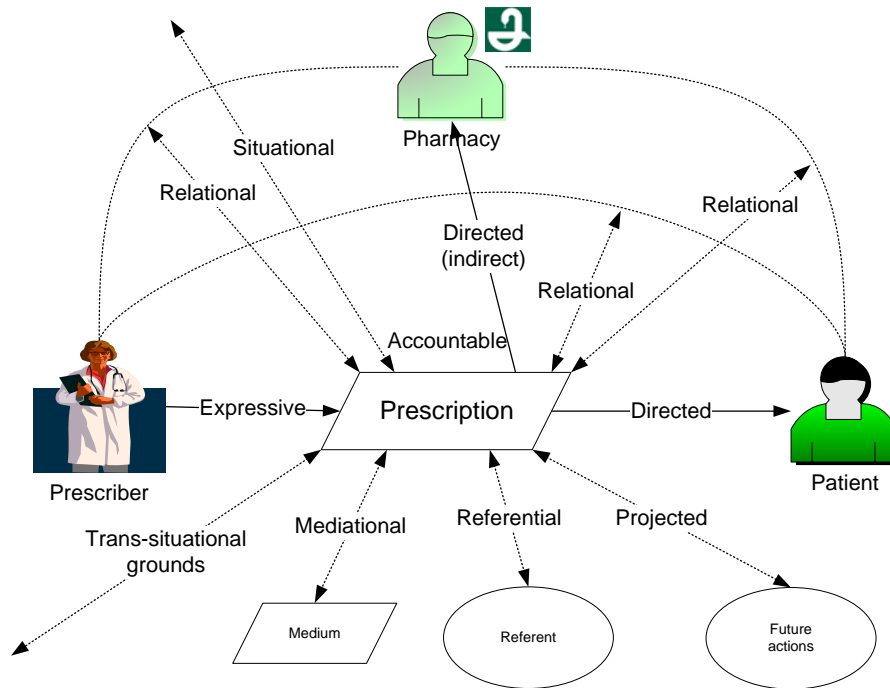 Pharmacy
Situational
Relational
Relational
Directed
(indirect)
Relational
Accountable
Prescription
Expressive
Directed
Prescriber
Patient
Trans-situational
grounds
Mediational
Referential
Projected
Medium
Referent
Future
actions